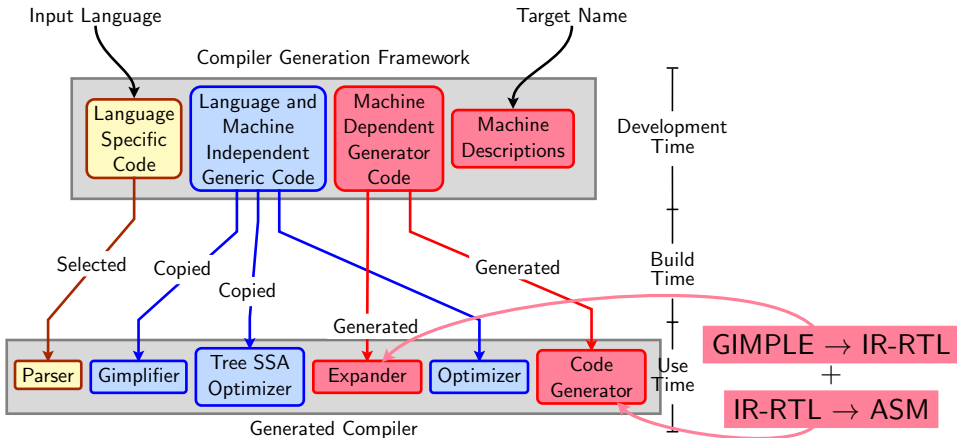 Input Language
Target Name
Compiler Generation Framework
Language
Specific
Code
Language and
Machine
Independent
Generic Code
Machine
Dependent
Generator
Code
Machine
Descriptions
Development
Time
Selected
Copied
Copied
Generated
Generated
Build
Time
Parser
Gimplifier
Tree SSA
Optimizer
Expander
Optimizer
Code
Generator
Use
Time
GIMPLE → IR-RTL
+
IR-RTL → ASM
Generated Compiler